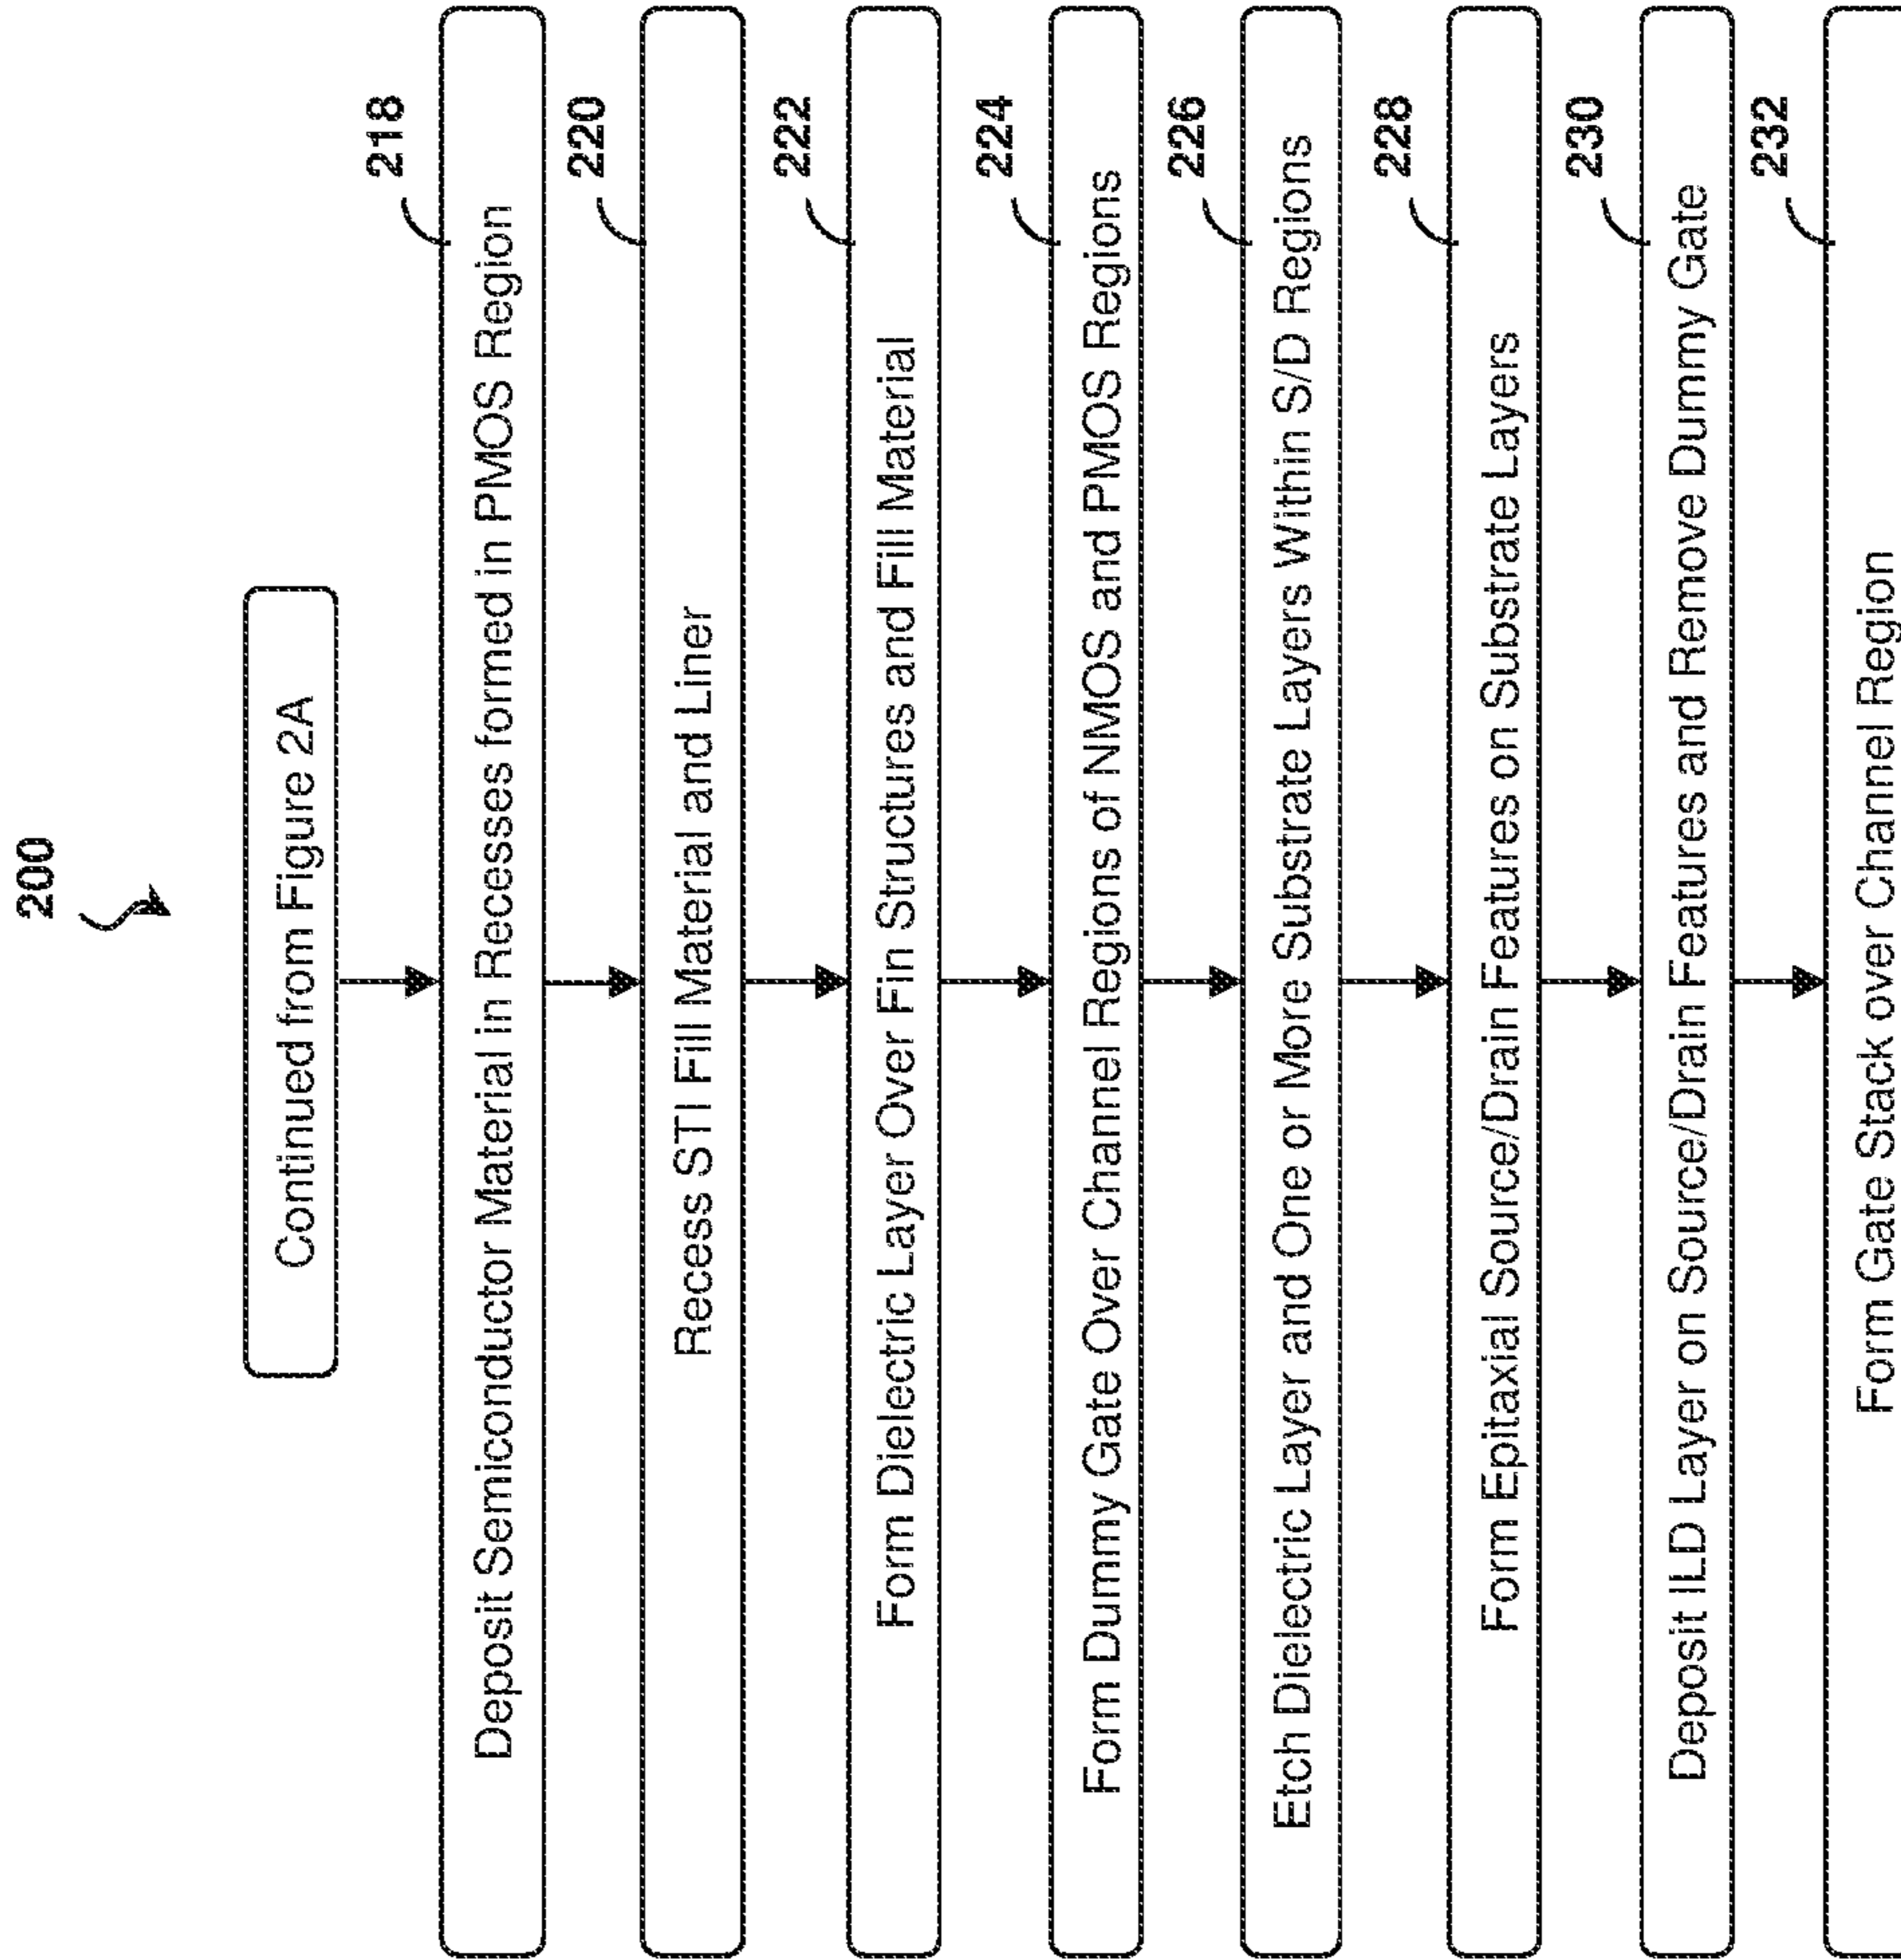 200
Continued from Figure 2A
218
Deposit Semiconductor Material in Recesses formed in PMOS Region
220
Recess STI Fill Material and Liner
222
Form Dielectric Layer Over Fin Structures and Fill Material
224
Form Dummy Gate Over Channel Regions of NMOS and PMOS Regions
226
Etch Dielectric Layer and One or More Substrate Layers Within S/D Regions
228
Form Epitaxial Source/Drain Features on Substrate Layers
230
Deposit ILD Layer on Source/Drain Features and Remove Dummy Gate
232
Form Gate Stack over Channel Region